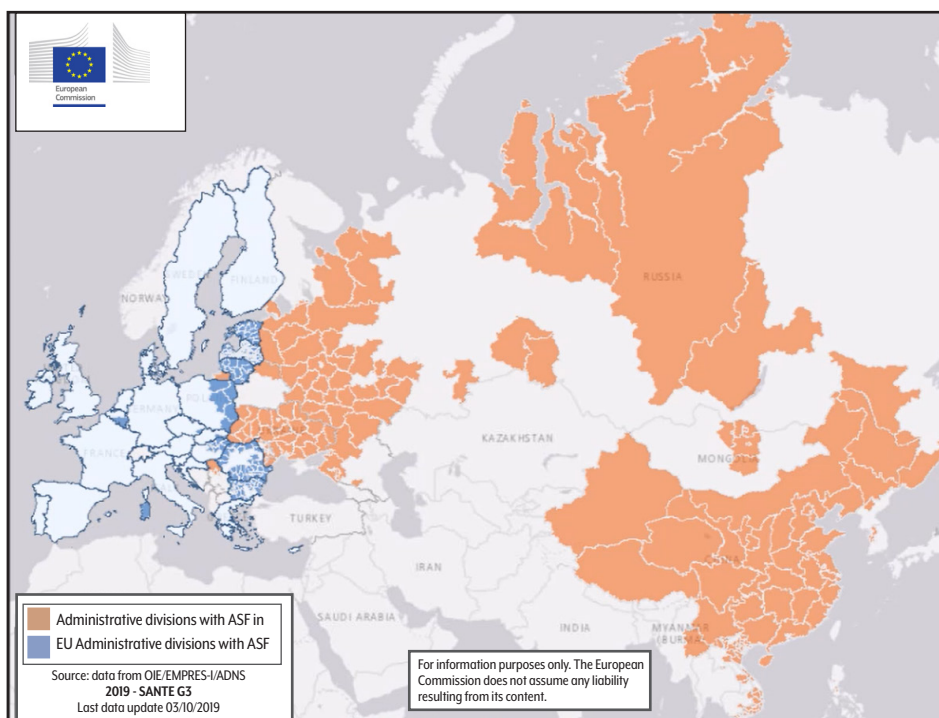 European
Commission
SWEDEN
FINLAND
NORWAY
RUSSIA
GERMANY
POLA
FRANCE
KAZAKHSTAN
MONGOLIA
TURKEY
CHINA
IRAN
SAUDI ARABIA
INDIA
MYANMAR
(BURMA)
Administrative divisions with ASF in
EU Administrative divisions with ASF
Source: data from OIE/EMPRES-I/ADNS
2019 - SANTE G3
Last data update 03/10/2019
For information purposes only. The European
Commission does not assume any liability
resulting from its content.